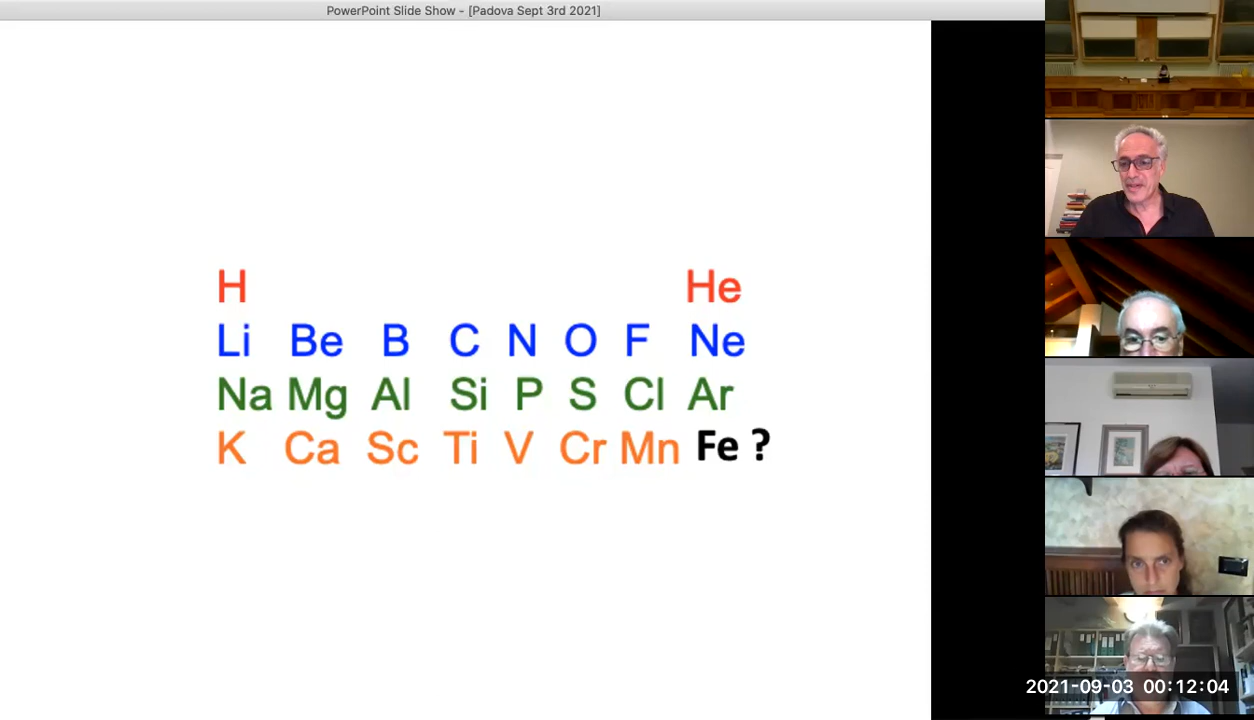 PowerPoint Slide Show - [Padova Sept 3rd 2021]
H He
Li Be B C N O F Ne
Na Mg Al Si P S Cl Ar
K Ca Sc Ti V Cr Mn Fe ?
2021-09-03 00:12:04